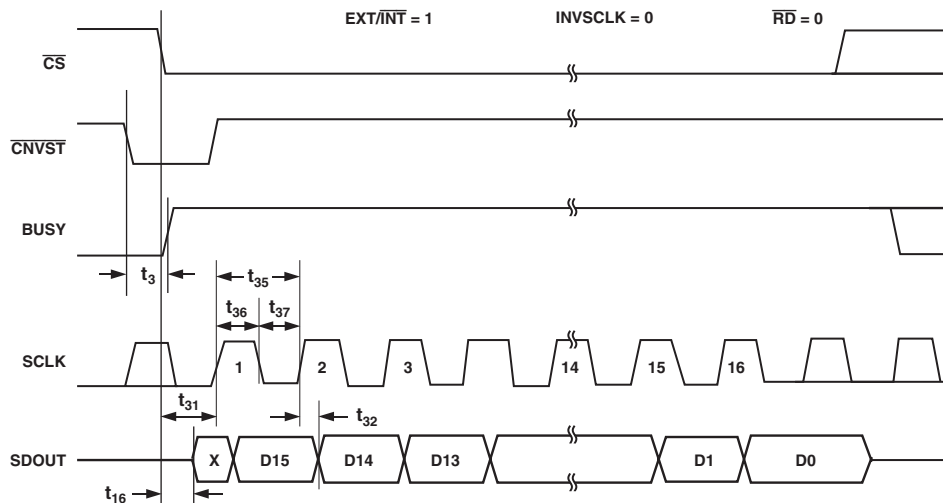 EXT/INT = 1 INVSCLK = 0 RD = 0
CS
CNVST
BUSY
t3
t35
t36 t37
SCLK 1 2 3 14 15 16
t31
t32
SDOUT X D15 D14 D13 D1 D0
t16